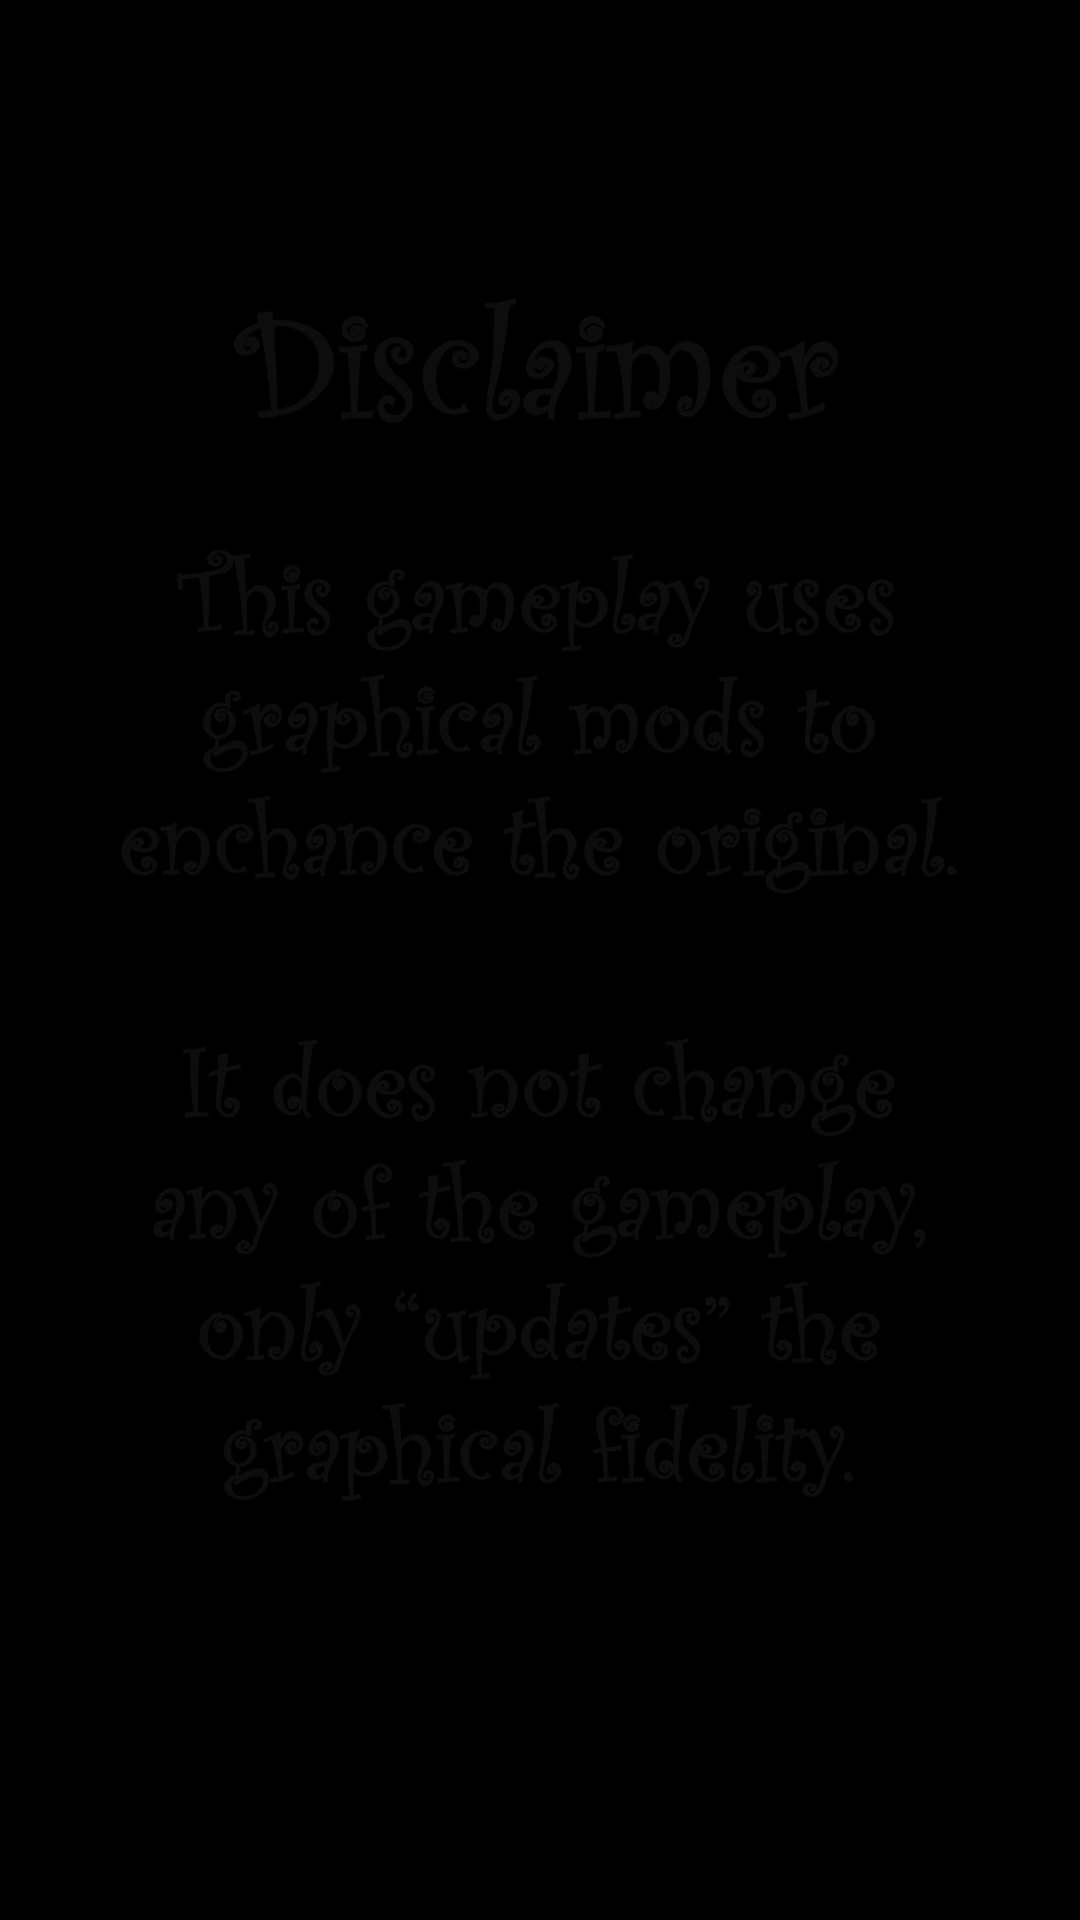 Disclaimer
This gameplay uses
graphical mods to
enchance the original.
It does not change
any of the gameplay,
only “updates” the
graphical fidelity.